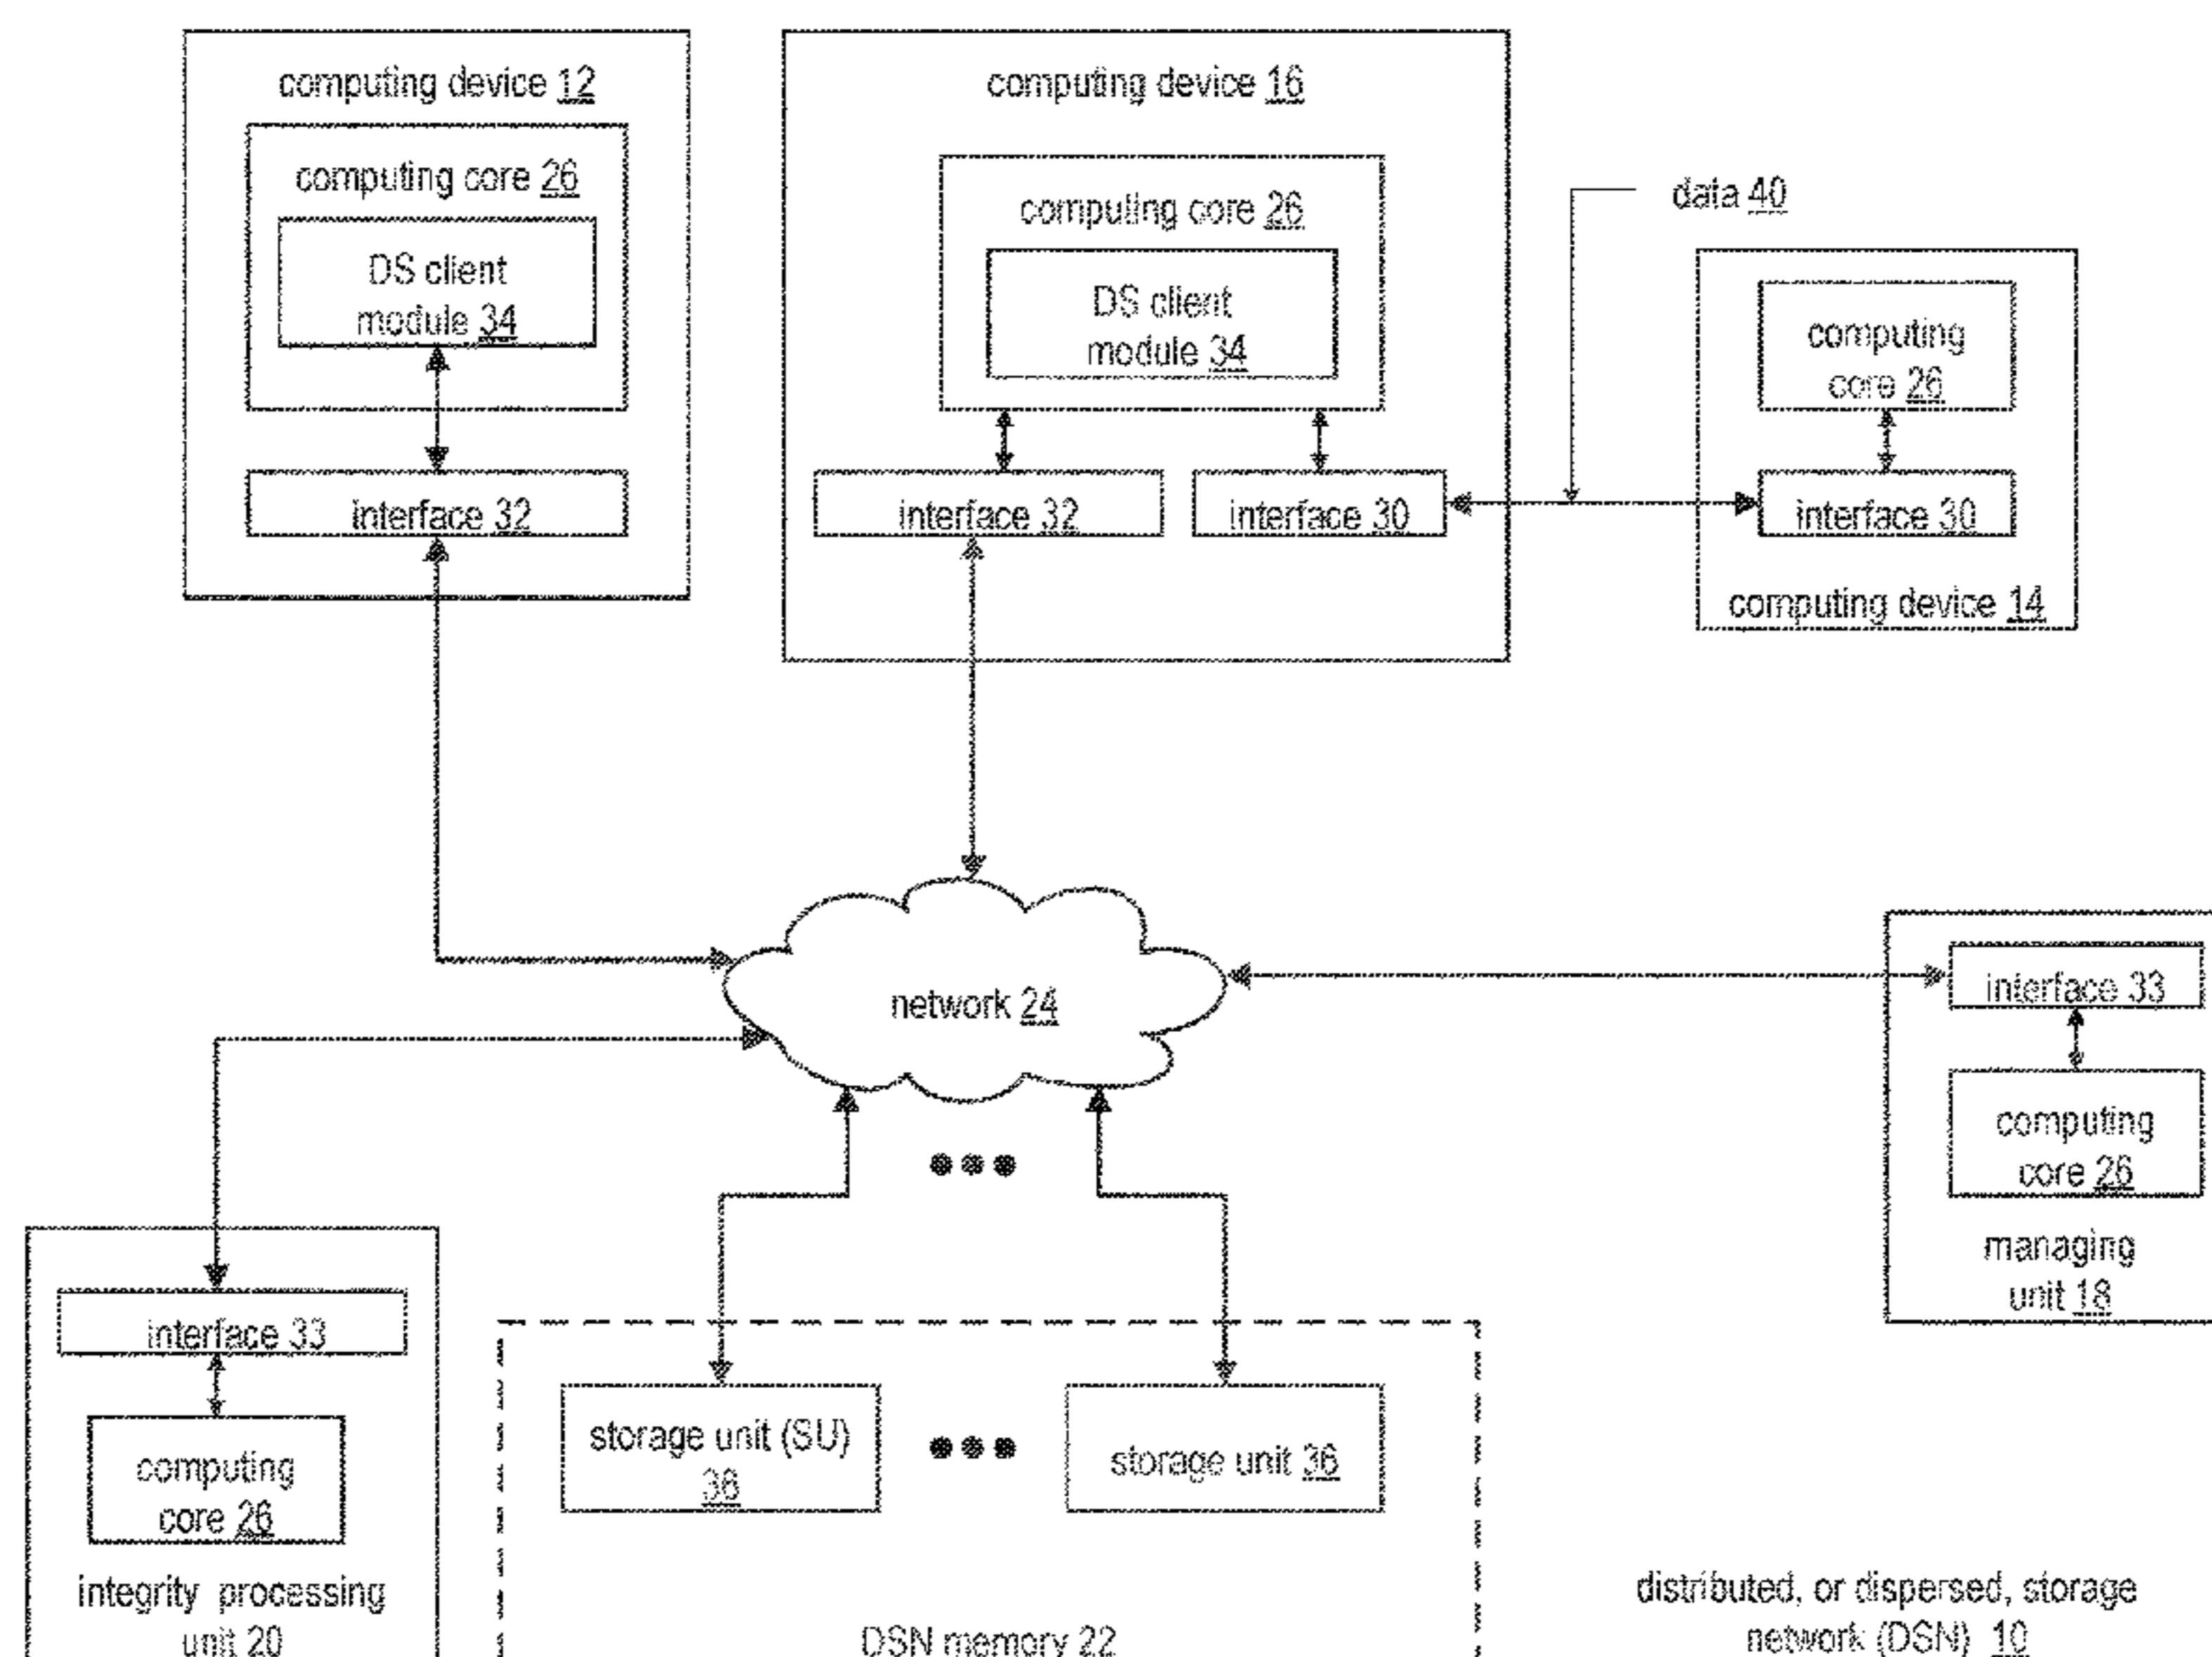 computing device 12
computing core 26
DS client
module 34
interface 32
computing device 16
computing core 26
DS client
module 34
interface 32
interface 30
data 40
computing
core 26
interface 30
computing device 14
network 24
interface 33
computing
core 26
managing
unit 18
interface 33
computing
core 26
integrity processing
unit 20
storage unit (SU)
36
storage unit 36
DSN memory 22
distributed, or dispersed, storage
network (DSN) 10